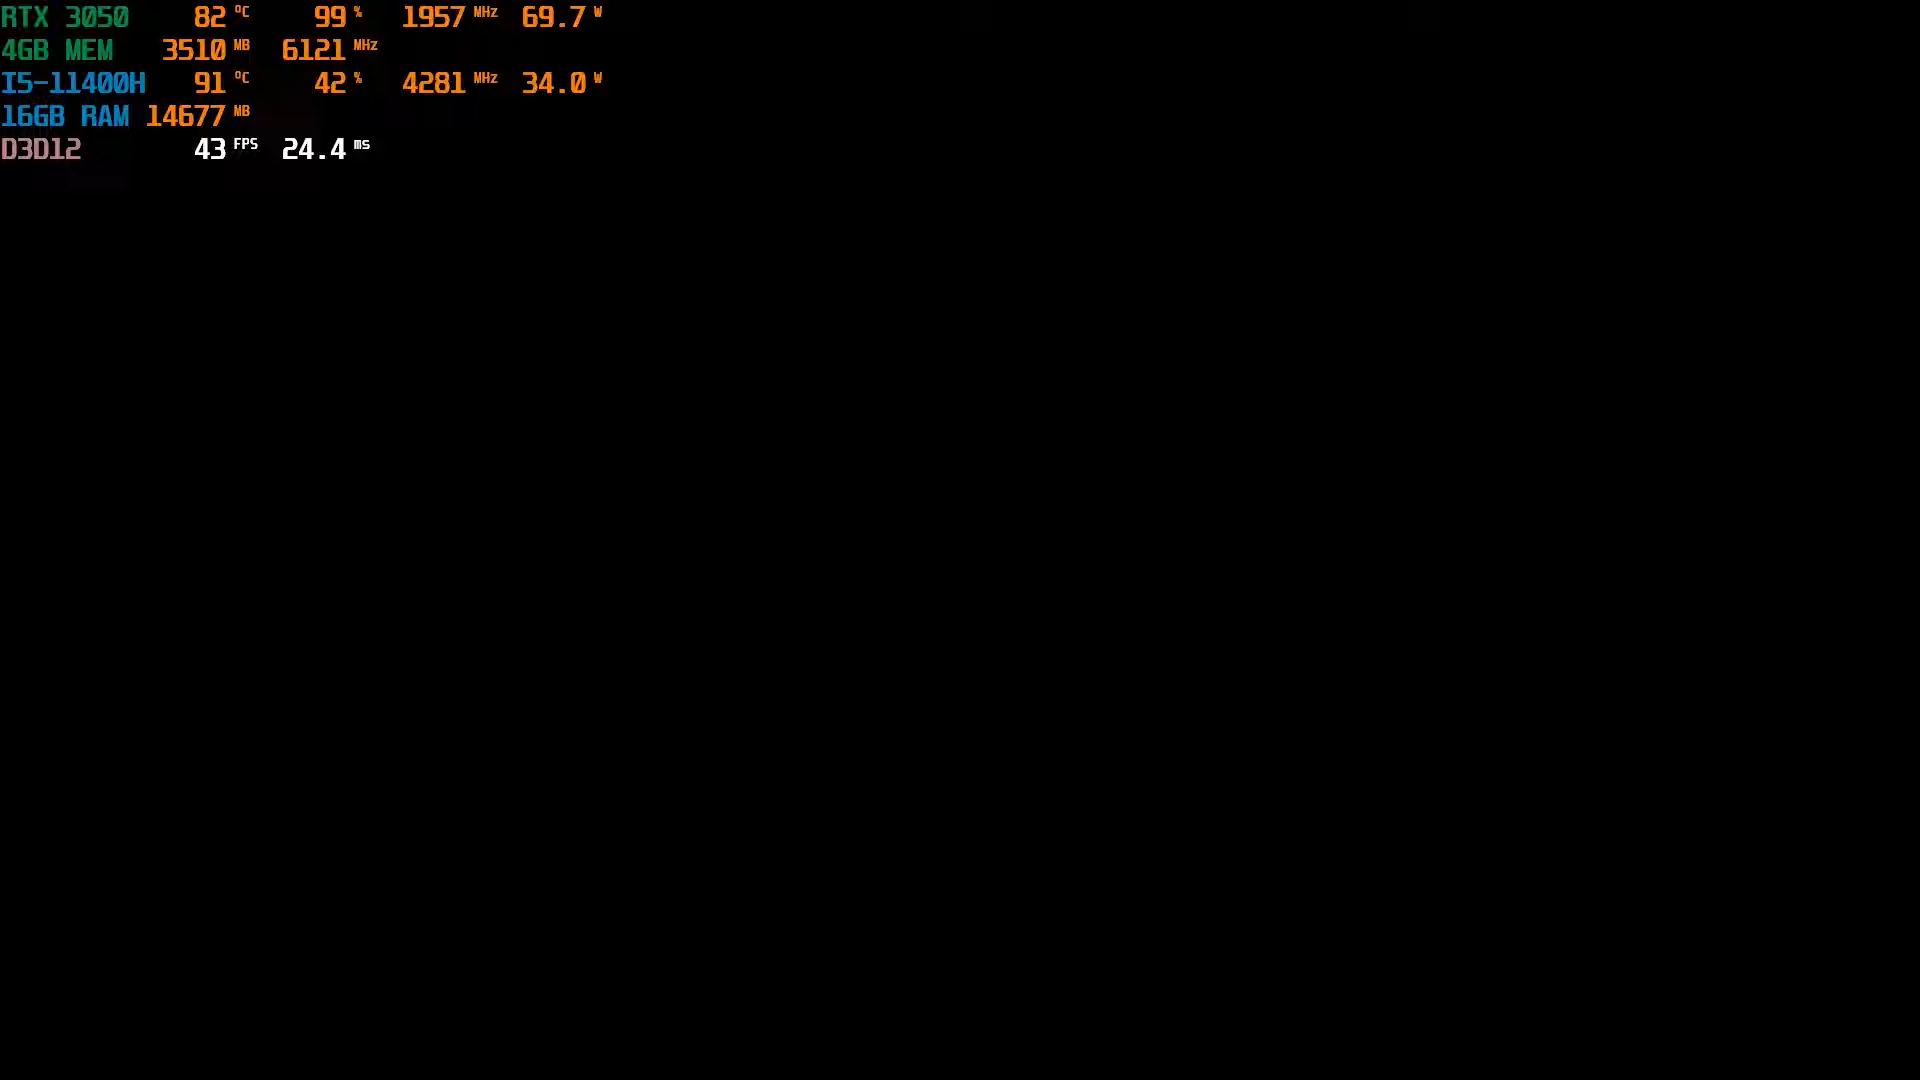 RTX 3050 82 °C 99 % 1957 MHz 69.7 W
4GB MEM 3510 MB 6121 MHz
I5-11400H 91 °C 42 % 4281 MHz 34.0 W
16GB RAM 14677 MB
D3D12 43 FPS 24.4 ms